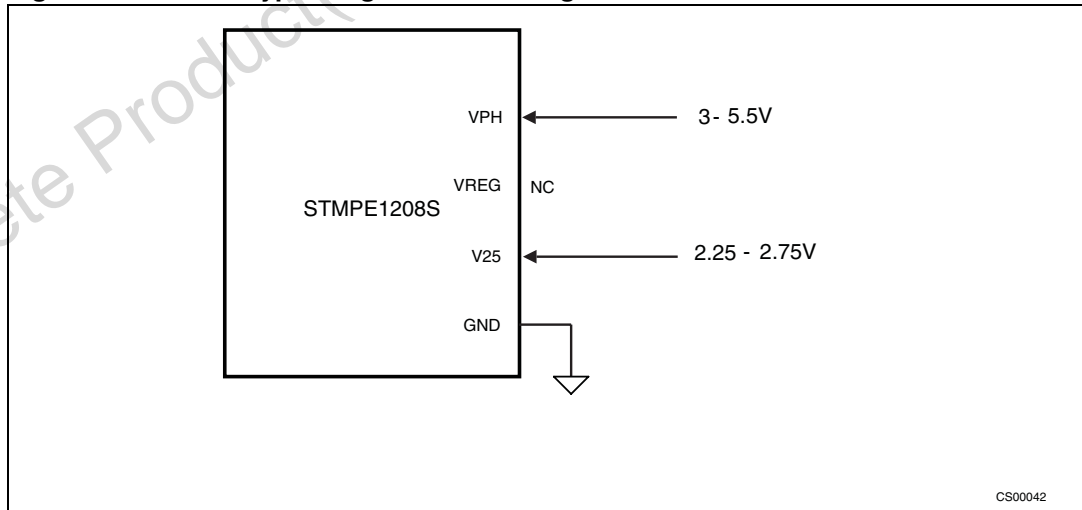 ete Product(
VPH
3- 5.5V
VREG
NC
STMPE1208S
V25
2.25 - 2.75V
GND
CS00042